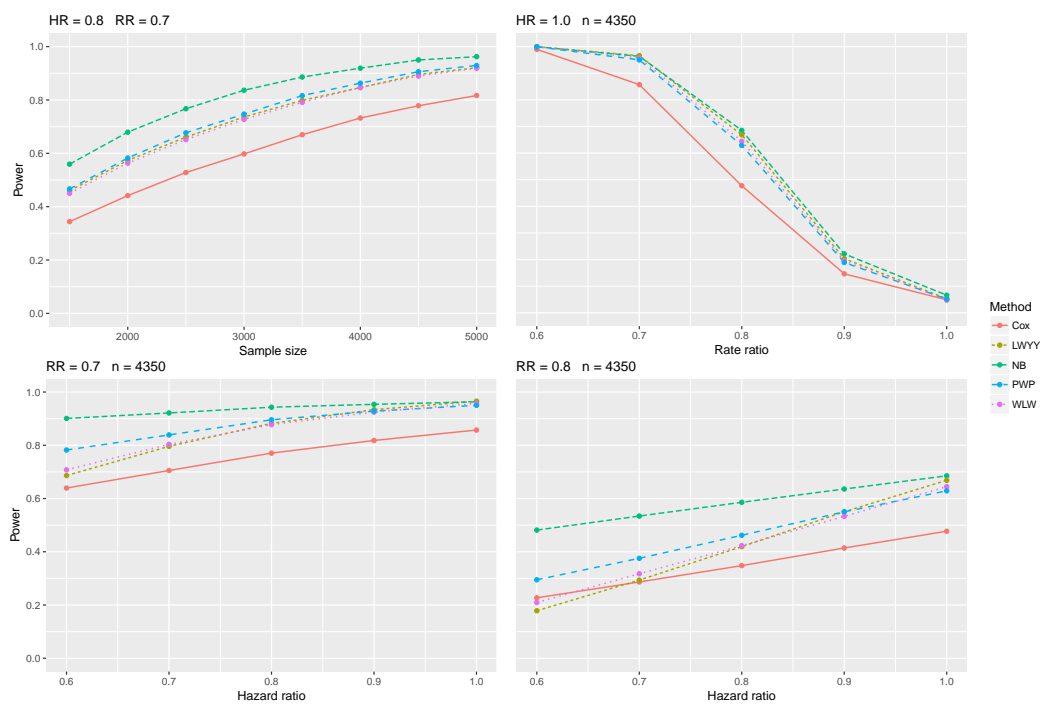 HR = 0.8 RR = 0.7
HR = 1.0 n = 4350
1.0
0.8
0.6
0.4
0.2
0.0
Power
2000
3000
4000
5000
Sample size
0.6
0.7
0.8
0.9
1.0
Rate ratio
RR = 0.7 n = 4350
RR = 0.8 n = 4350
1.0
0.8
0.6
0.4
0.2
0.0
Power
0.6
0.7
0.8
0.9
1.0
Hazard ratio
0.6
0.7
0.8
0.9
1.0
Hazard ratio
Method
Cox
LWYY
NB
PWP
WLW